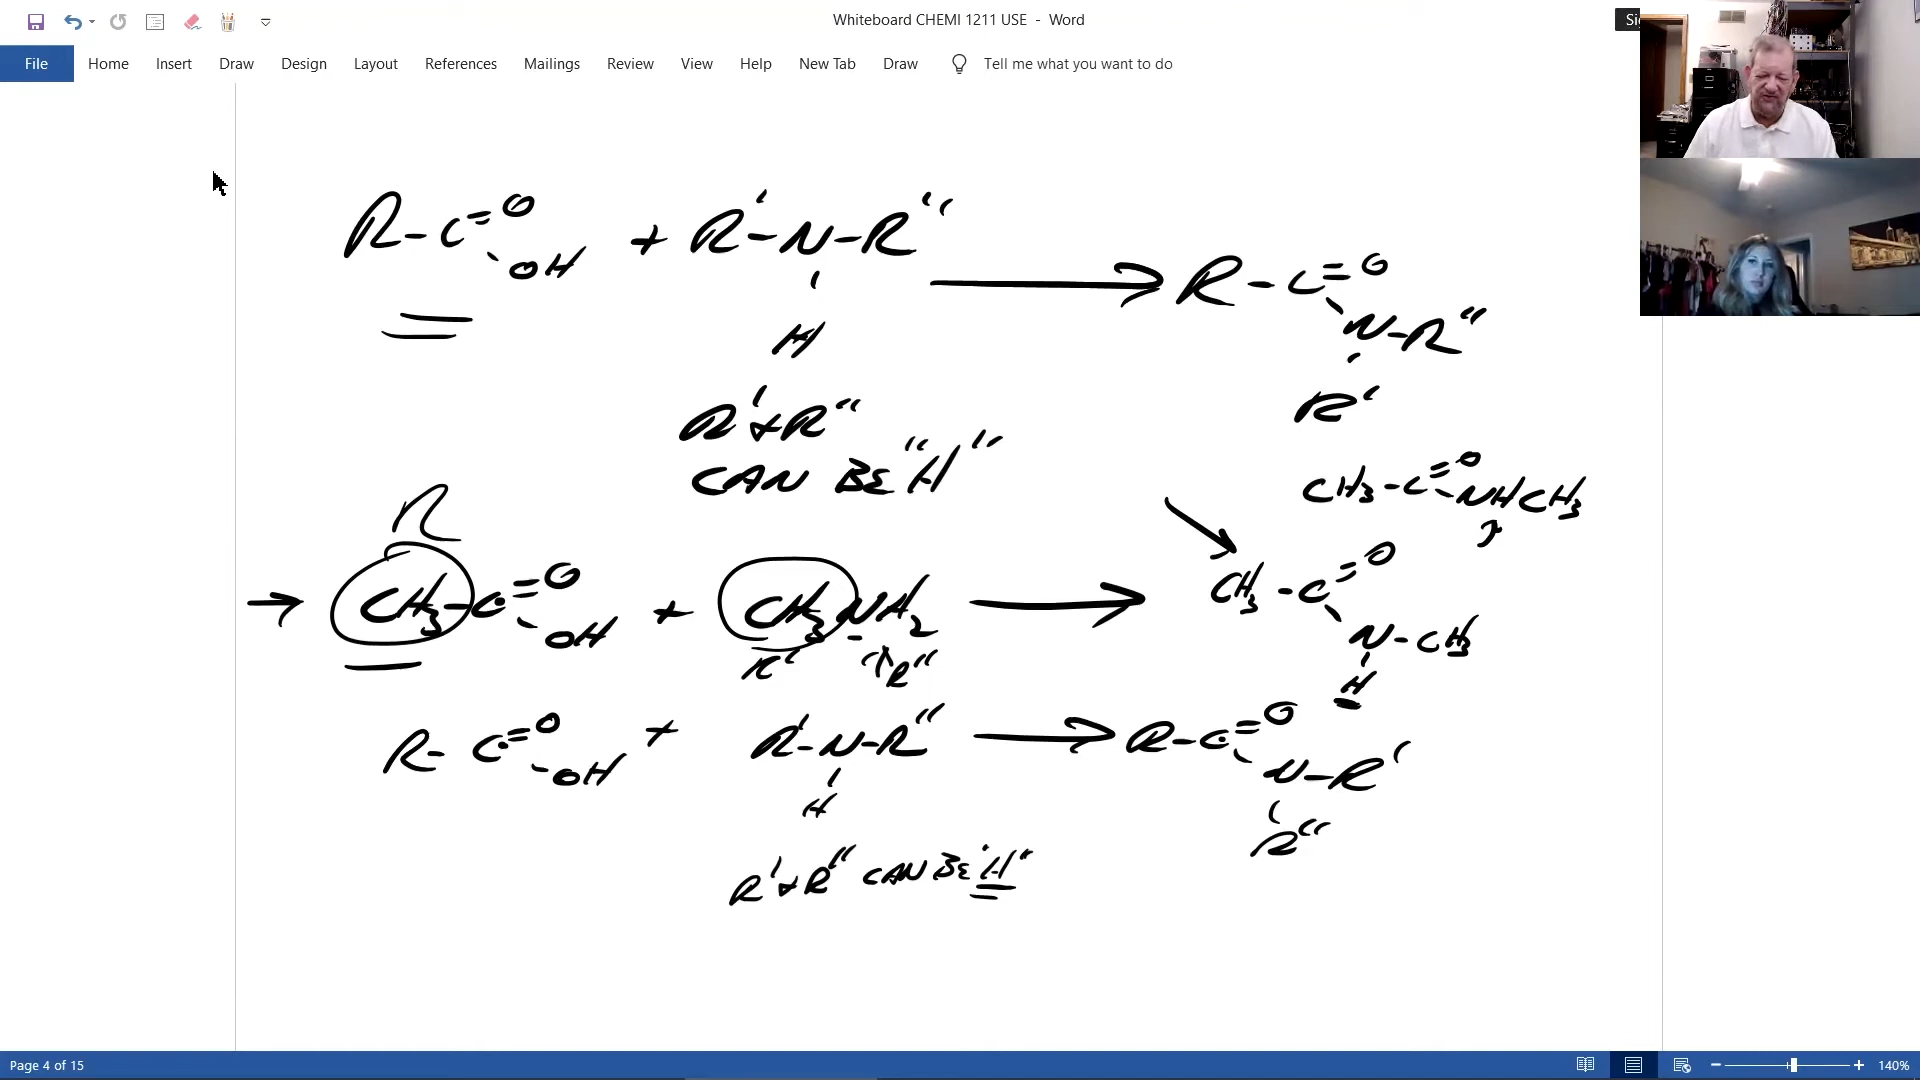 Whiteboard CHEMI 1211 USE - Word
Si
File Home Insert Draw Design Layout References Mailings Review View Help New Tab Draw Tell me what you want to do
R-C=O
OH
+ R'-N-R"
H
R-C=O
N-R"
R'
R' & R"
CAN BE "H"
CH3-C=O
NHCH3
R
→ CH3-C=O
OH
+ CH3NH2
R'
R"
CH3-C=O
N-CH3
H
R-C=O
OH
+ R'-N-R"
H
R-C=O
N-R'
R"
R' & R" CAN BE "H"
Page 4 of 15
140%